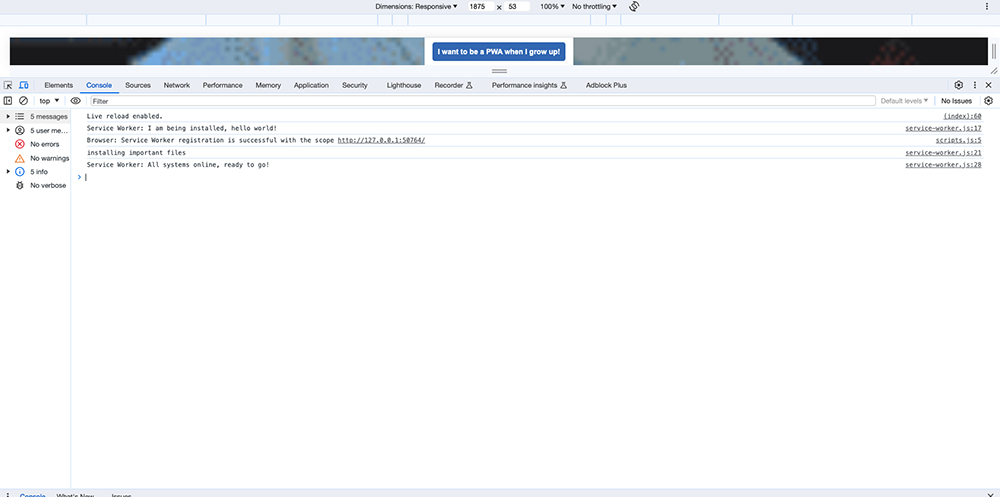 Dimensions: Responsive 1875 × 53 100% No throttling
I want to be a PWA when I grow up!
Elements Console Sources Network Performance Memory Application Security Lighthouse Recorder Performance insights Adblock Plus
top Filter Default levels No Issues
5 messages
5 user me...
No errors
No warnings
5 info
No verbose
Live reload enabled. (index):60
Service Worker: I am being installed, hello world! service-worker.js:17
Browser: Service Worker registration is successful with the scope http://127.0.0.1:50764/ scripts.js:5
installing important files service-worker.js:21
Service Worker: All systems online, ready to go! service-worker.js:28
Console What's New Issues